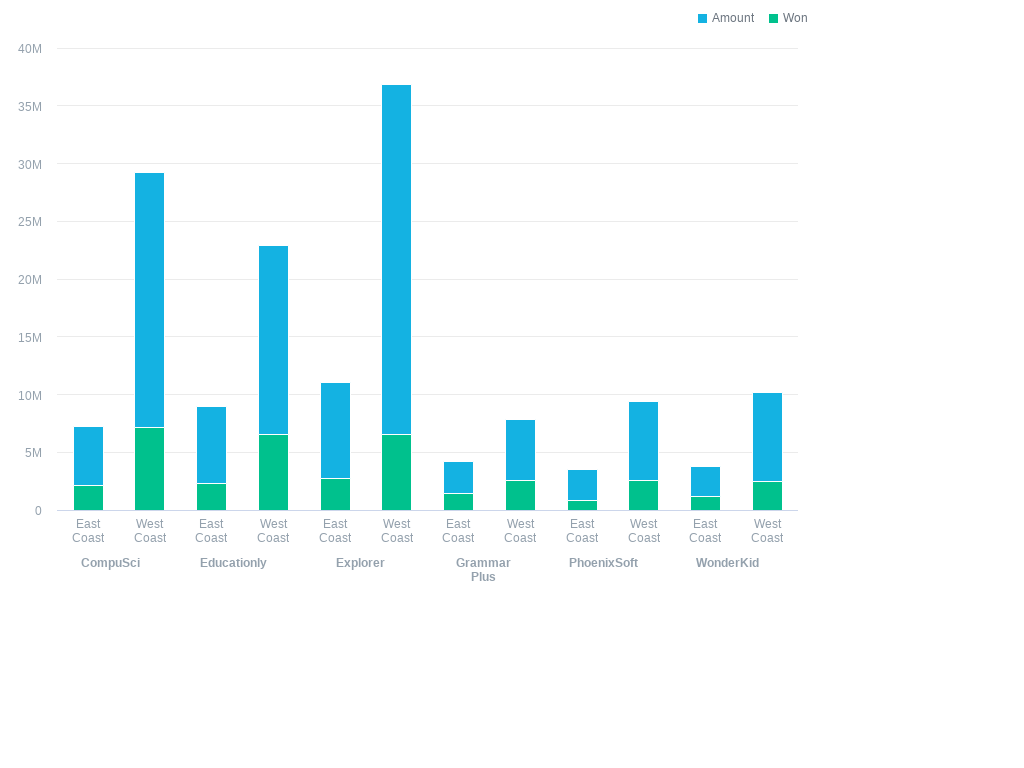 Amount Won
40M
35M
30M
25M
20M
15M
10M
5M
0
East West East West East West East West East West East West
Coast Coast Coast Coast Coast Coast Coast Coast Coast Coast Coast Coast
CompuSci Educationly Explorer Grammar PhoenixSoft WonderKid
Plus